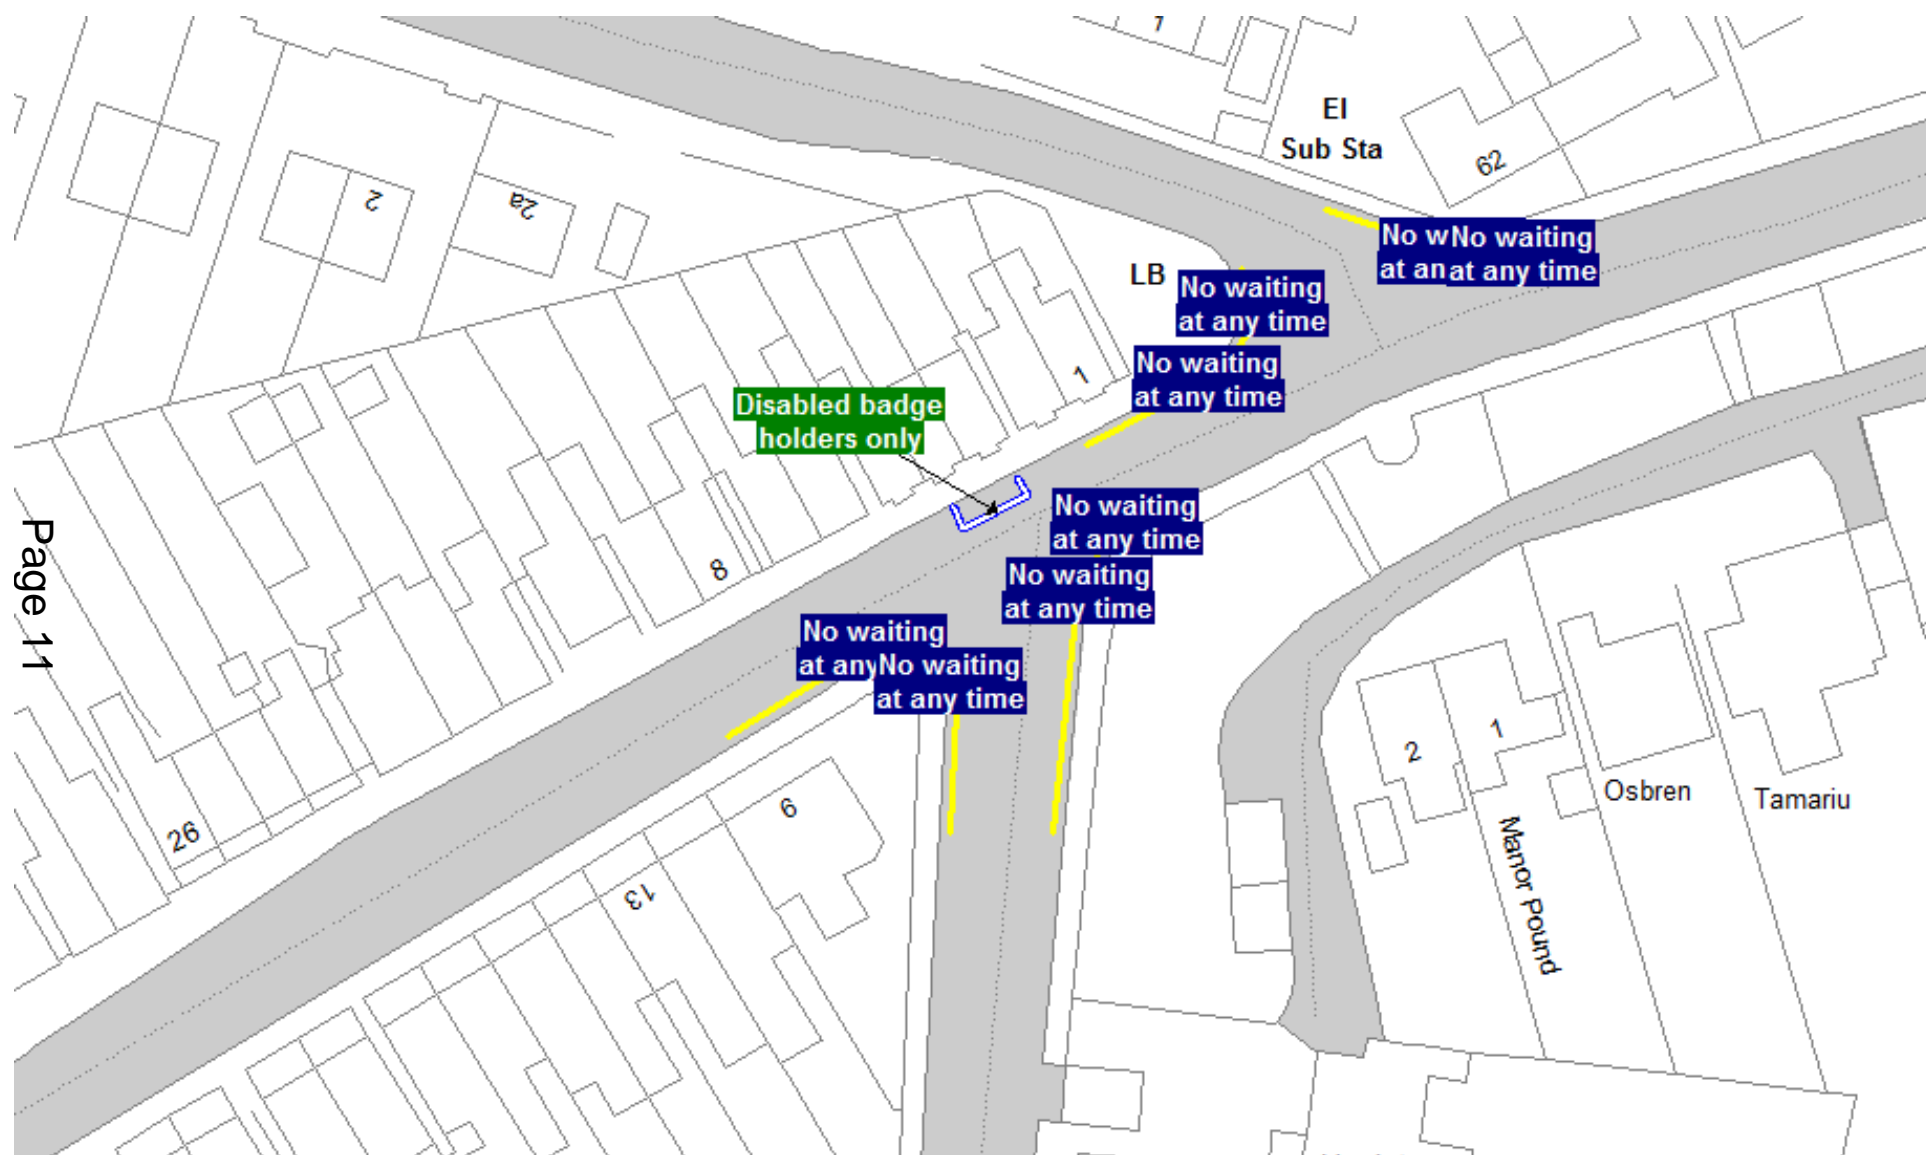 7
El
Sub Sta
62
2
2a
No w
at an
No waiting
at any time
LB
No waiting
at any time
No waiting
at any time
1
Disabled badge
holders only
No waiting
at any time
8
No waiting
at any time
No waiting
at any
No waiting
at any time
Page 11
26
9
13
2
1
Osbren
Tamariu
Manor Pound